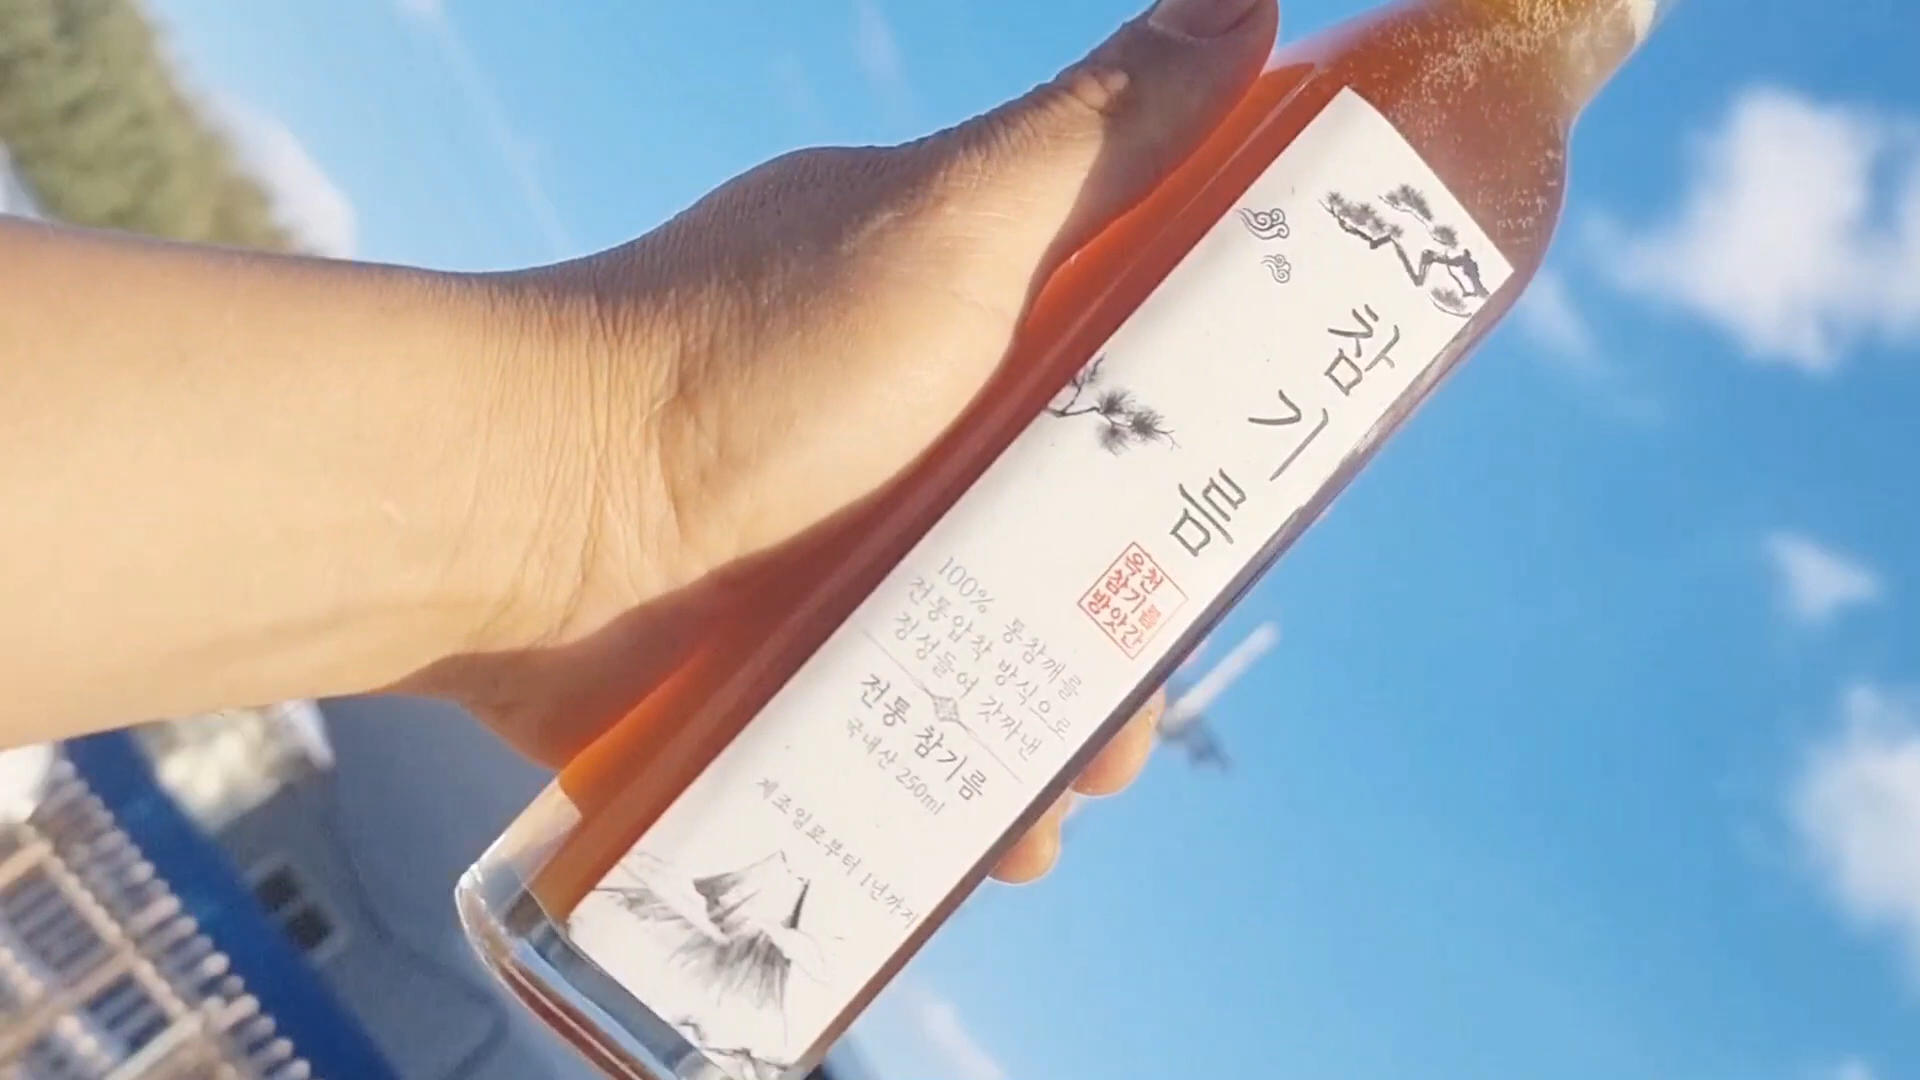 참기름
옥천
참기름
방앗간
100% 통참깨를
전통압착 방식으로
정성들여 갓짜낸
전통 참기름
국내산 250ml
제조일로부터 1년까지